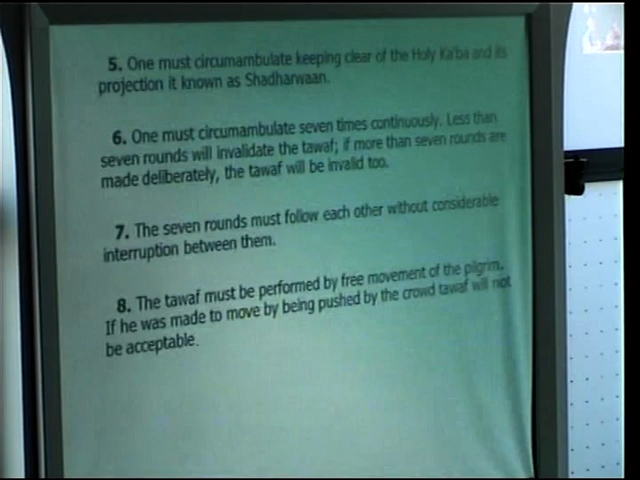 5. One must circumambulate keeping clear of the Holy Ka'ba and its
projection it known as Shadharwaan.
6. One must circumambulate seven times continuously. Less than
seven rounds will invalidate the tawaf; if more than seven rounds are
made deliberately, the tawaf will be invalid too.
7. The seven rounds must follow each other without considerable
interruption between them.
8. The tawaf must be performed by free movement of the pilgrim.
If he was made to move by being pushed by the crowd tawaf will not
be acceptable.